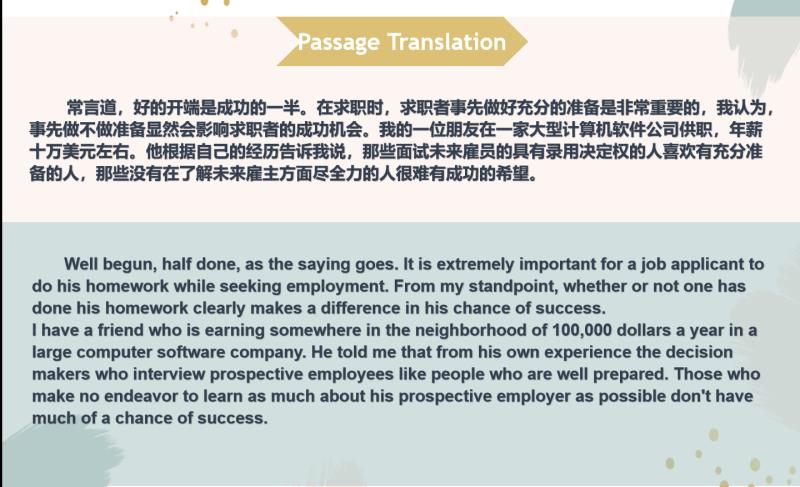 Passage Translation
常言道，好的开端是成功的一半。在求职时，求职者事先做好充分的准备是非常重要的，我认为，
事先做不做准备显然会影响求职者的成功机会。我的一位朋友在一家大型计算机软件公司供职，年薪
十万美元左右。他根据自己的经历告诉我说，那些面试未来雇员的具有录用决定权的人喜欢有充分准
备的人，那些没有在了解未来雇主方面尽全力的人很难有成功的希望。
Well begun, half done, as the saying goes. It is extremely important for a job applicant to
do his homework while seeking employment. From my standpoint, whether or not one has
done his homework clearly makes a difference in his chance of success.
I have a friend who is earning somewhere in the neighborhood of 100,000 dollars a year in a
large computer software company. He told me that from his own experience the decision
makers who interview prospective employees like people who are well prepared. Those who
make no endeavor to learn as much about his prospective employer as possible don't have
much of a chance of success.